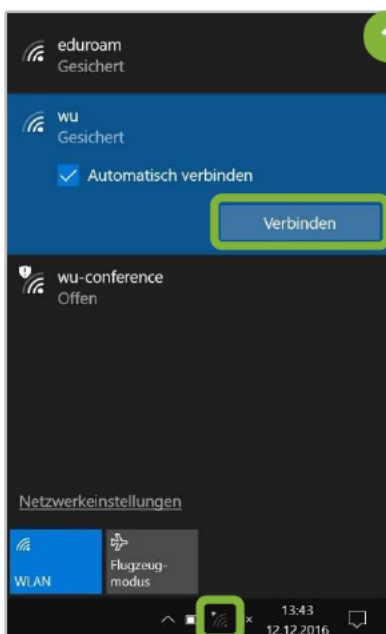 eduroam
Gesichert
wu
Gesichert
Automatisch verbinden
Verbinden
wu-conference
Offen
Netzwerkeinstellungen
WLAN
Flugzeug-
modus
13:43
12.12.2016